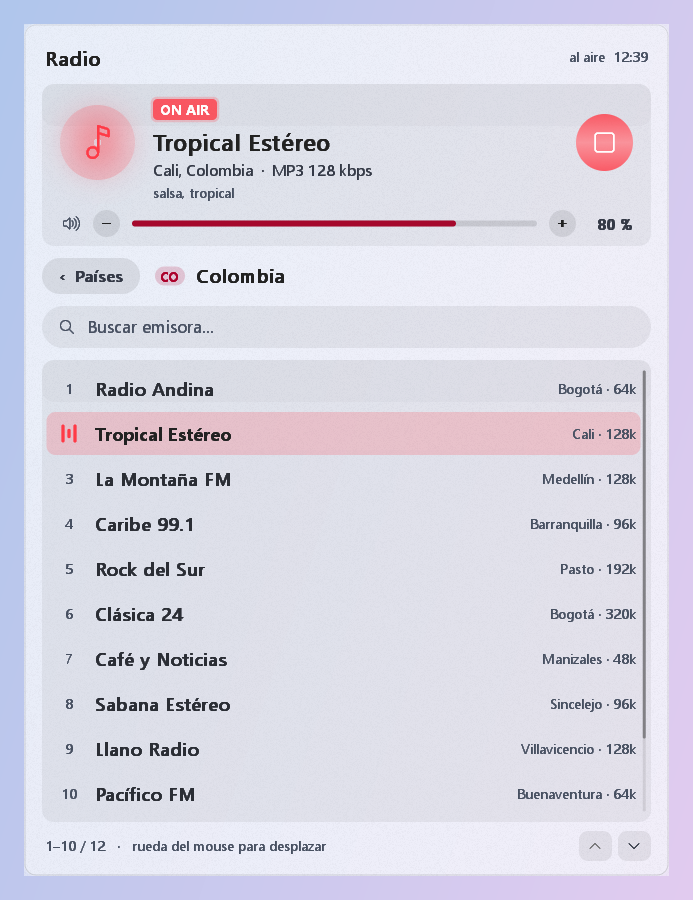 Radio
al aire 12:39
ON AIR
Tropical Estéreo
Cali, Colombia · MP3 128 kbps
salsa, tropical
− + 80 %
‹ Países CO Colombia
Buscar emisora...
1 Radio Andina Bogotá · 64k
Tropical Estéreo Cali · 128k
3 La Montaña FM Medellín · 128k
4 Caribe 99.1 Barranquilla · 96k
5 Rock del Sur Pasto · 192k
6 Clásica 24 Bogotá · 320k
7 Café y Noticias Manizales · 48k
8 Sabana Estéreo Sincelejo · 96k
9 Llano Radio Villavicencio · 128k
10 Pacífico FM Buenaventura · 64k
1–10 / 12 · rueda del mouse para desplazar